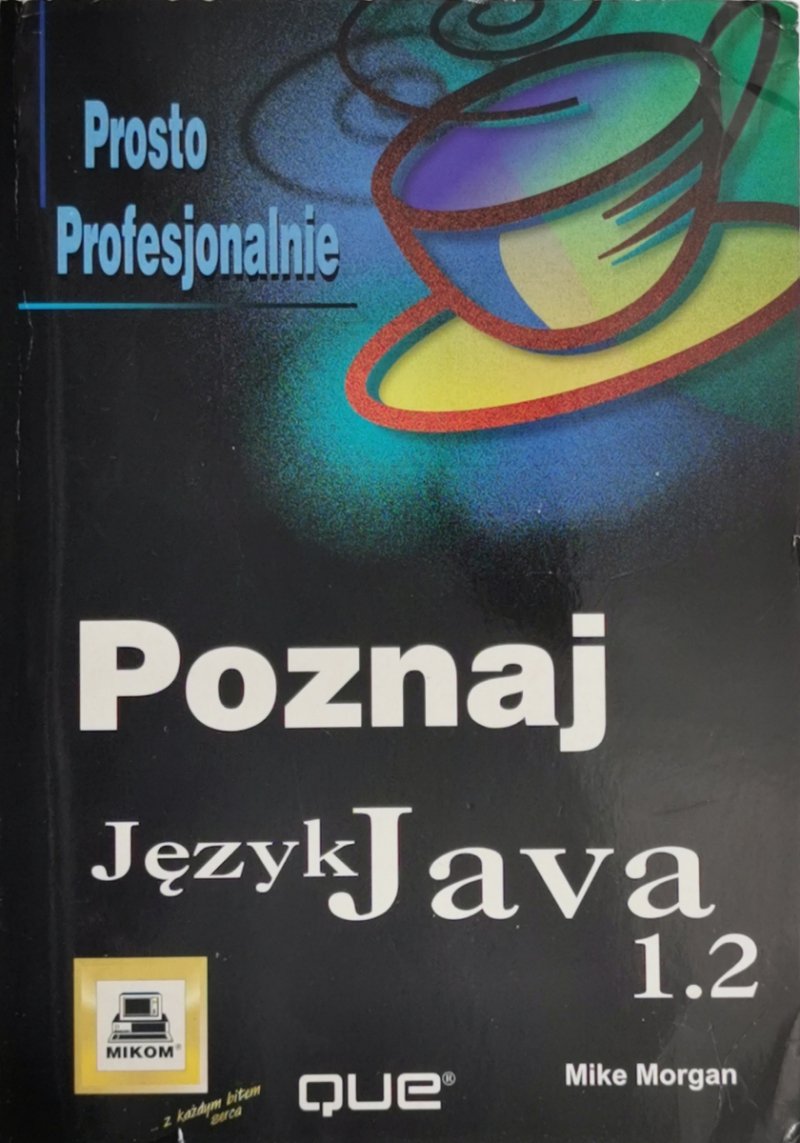 Prosto
Profesjonalnie
Poznaj
Język Java
1.2
MIKOM®
... z każdym bitem
serca
QUE®
Mike Morgan